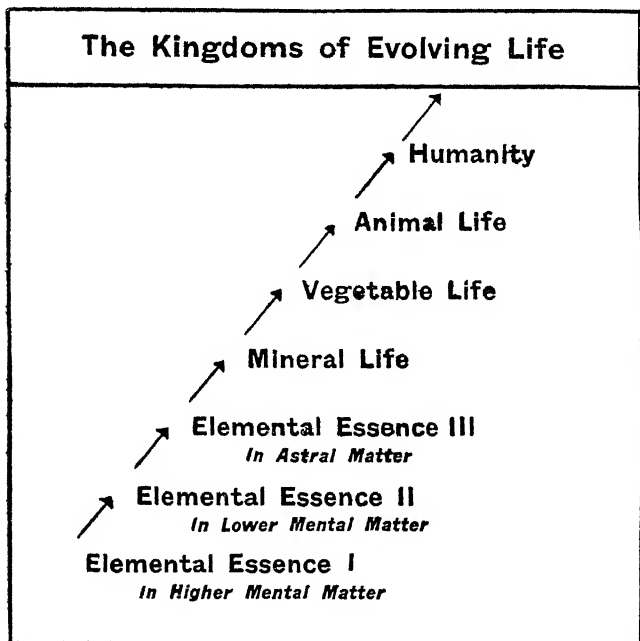 The Kingdoms of Evolving Life
Humanity
Animal Life
Vegetable Life
Mineral Life
Elemental Essence III
In Astral Matter
Elemental Essence II
In Lower Mental Matter
Elemental Essence I
In Higher Mental Matter